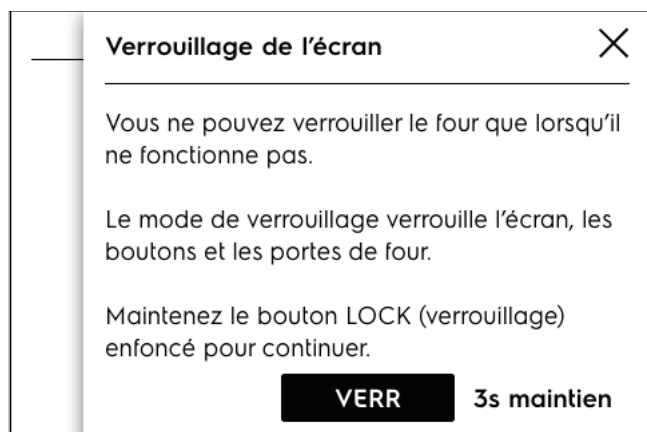 Verrouillage de l’écran
Vous ne pouvez verrouiller le four que lorsqu’il
ne fonctionne pas.
Le mode de verrouillage verrouille l’écran, les
boutons et les portes de four.
Maintenez le bouton LOCK (verrouillage)
enfoncé pour continuer.
VERR 3s maintien